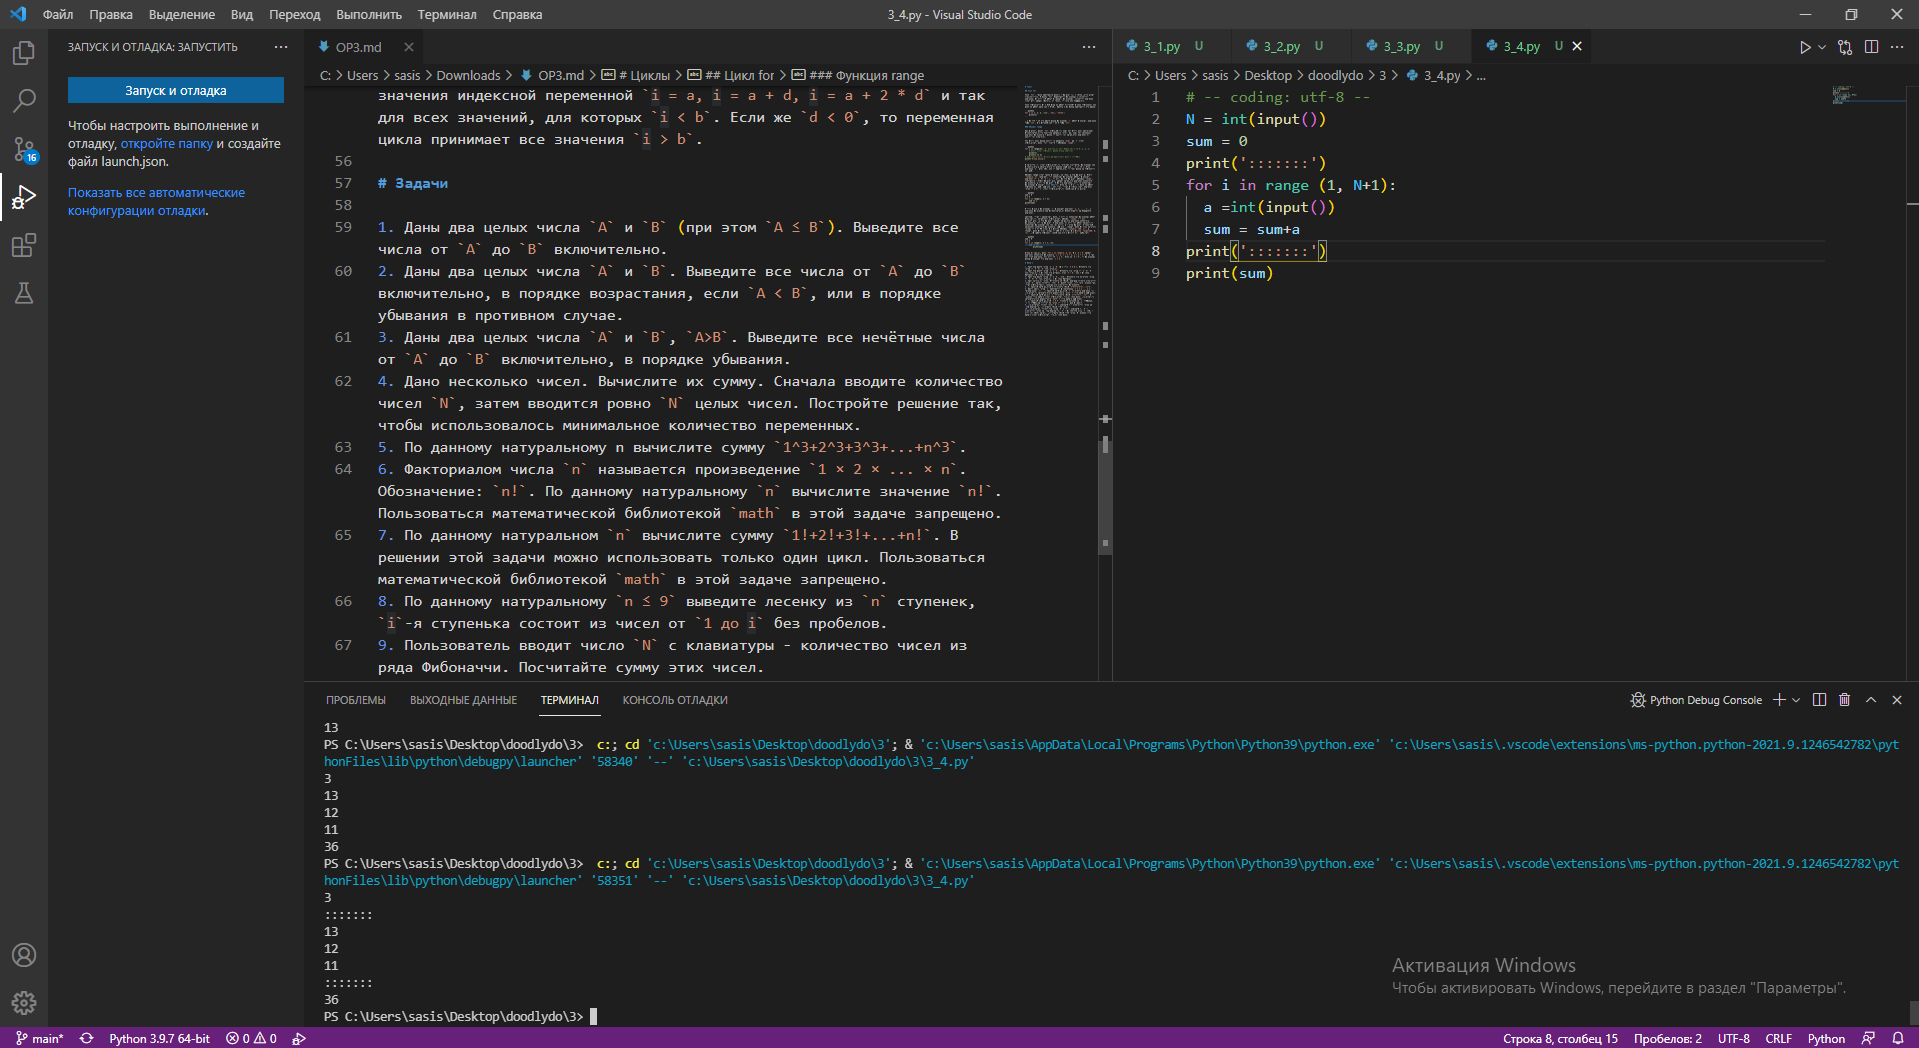 Файл Правка Выделение Вид Переход Выполнить Терминал Справка
3_4.py - Visual Studio Code
ЗАПУСК И ОТЛАДКА: ЗАПУСТИТЬ
Запуск и отладка
Чтобы настроить выполнение и
отладку, откройте папку и создайте
файл launch.json.
Показать все автоматические
конфигурации отладки.
16
OP3.md
C: > Users > sasis > Downloads > OP3.md > # Циклы > ## Цикл for > ### Функция range
значения индексной переменной `i = a, i = a + d, i = a + 2 * d` и так
для всех значений, для которых `i < b`. Если же `d < 0`, то переменная
цикла принимает все значения `i > b`.
56
57 # Задачи
58
59 1. Даны два целых числа `A` и `B` (при этом `A ≤ B`). Выведите все
числа от `A` до `B` включительно.
60 2. Даны два целых числа `A` и `B`. Выведите все числа от `A` до `B`
включительно, в порядке возрастания, если `A < B`, или в порядке
убывания в противном случае.
61 3. Даны два целых числа `A` и `B`, `A>B`. Выведите все нечётные числа
от `A` до `B` включительно, в порядке убывания.
62 4. Дано несколько чисел. Вычислите их сумму. Сначала вводите количество
чисел `N`, затем вводится ровно `N` целых чисел. Постройте решение так,
чтобы использовалось минимальное количество переменных.
63 5. По данному натуральному n вычислите сумму `1^3+2^3+3^3+...+n^3`.
64 6. Факториалом числа `n` называется произведение `1 × 2 × ... × n`.
Обозначение: `n!`. По данному натуральному `n` вычислите значение `n!`.
Пользоваться математической библиотекой `math` в этой задаче запрещено.
65 7. По данному натуральном `n` вычислите сумму `1!+2!+3!+...+n!`. В
решении этой задачи можно использовать только один цикл. Пользоваться
математической библиотекой `math` в этой задаче запрещено.
66 8. По данному натуральному `n ≤ 9` выведите лесенку из `n` ступенек,
`i`-я ступенька состоит из чисел от `1 до i` без пробелов.
67 9. Пользователь вводит число `N` с клавиатуры - количество чисел из
ряда Фибоначчи. Посчитайте сумму этих чисел.
3_1.py U 3_2.py U 3_3.py U 3_4.py U
C: > Users > sasis > Desktop > doodlydo > 3 > 3_4.py > ...
1 # -- coding: utf-8 --
2 N = int(input())
3 sum = 0
4 print(':::::::')
5 for i in range (1, N+1):
6 a =int(input())
7 sum = sum+a
8 print(':::::::')
9 print(sum)
ПРОБЛЕМЫ ВЫХОДНЫЕ ДАННЫЕ ТЕРМИНАЛ КОНСОЛЬ ОТЛАДКИ
Python Debug Console
13
PS C:\Users\sasis\Desktop\doodlydo\3> c:; cd 'c:\Users\sasis\Desktop\doodlydo\3'; & 'c:\Users\sasis\AppData\Local\Programs\Python\Python39\python.exe' 'c:\Users\sasis\.vscode\extensions\ms-python.python-2021.9.1246542782\pyt
honFiles\lib\python\debugpy\launcher' '58340' '--' 'c:\Users\sasis\Desktop\doodlydo\3\3_4.py'
3
13
12
11
36
PS C:\Users\sasis\Desktop\doodlydo\3> c:; cd 'c:\Users\sasis\Desktop\doodlydo\3'; & 'c:\Users\sasis\AppData\Local\Programs\Python\Python39\python.exe' 'c:\Users\sasis\.vscode\extensions\ms-python.python-2021.9.1246542782\pyt
honFiles\lib\python\debugpy\launcher' '58351' '--' 'c:\Users\sasis\Desktop\doodlydo\3\3_4.py'
3
:::::::
13
12
11
:::::::
36
PS C:\Users\sasis\Desktop\doodlydo\3>
Активация Windows
Чтобы активировать Windows, перейдите в раздел "Параметры".
main* Python 3.9.7 64-bit 0 0
Строка 8, столбец 15 Пробелов: 2 UTF-8 CRLF Python